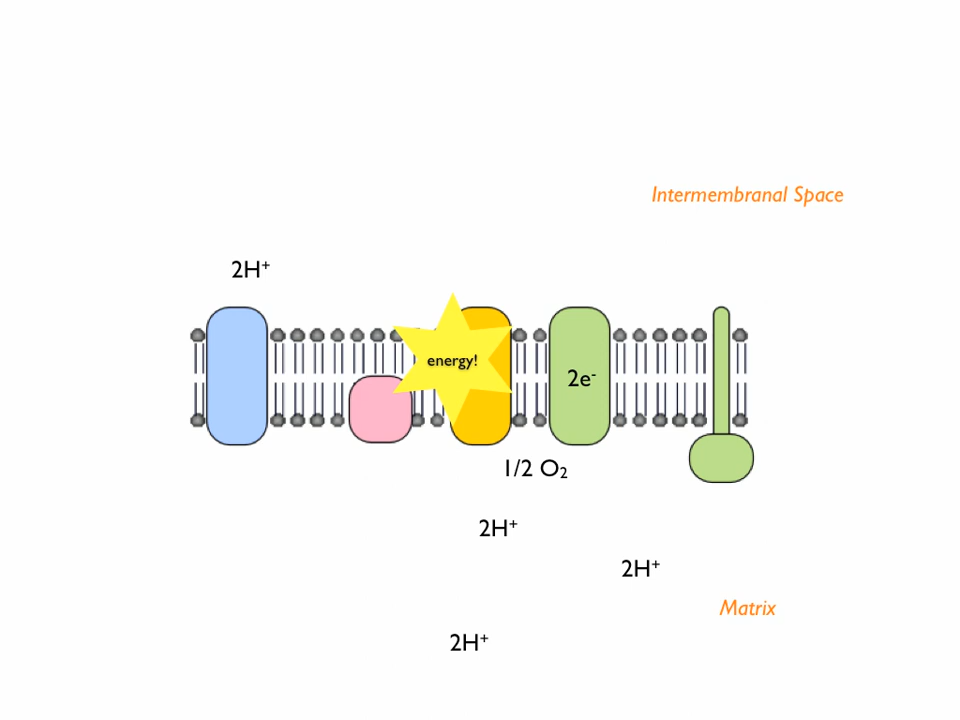 Intermembranal Space
2H⁺
energy!
2e⁻
1/2 O₂
2H⁺
2H⁺
Matrix
2H⁺